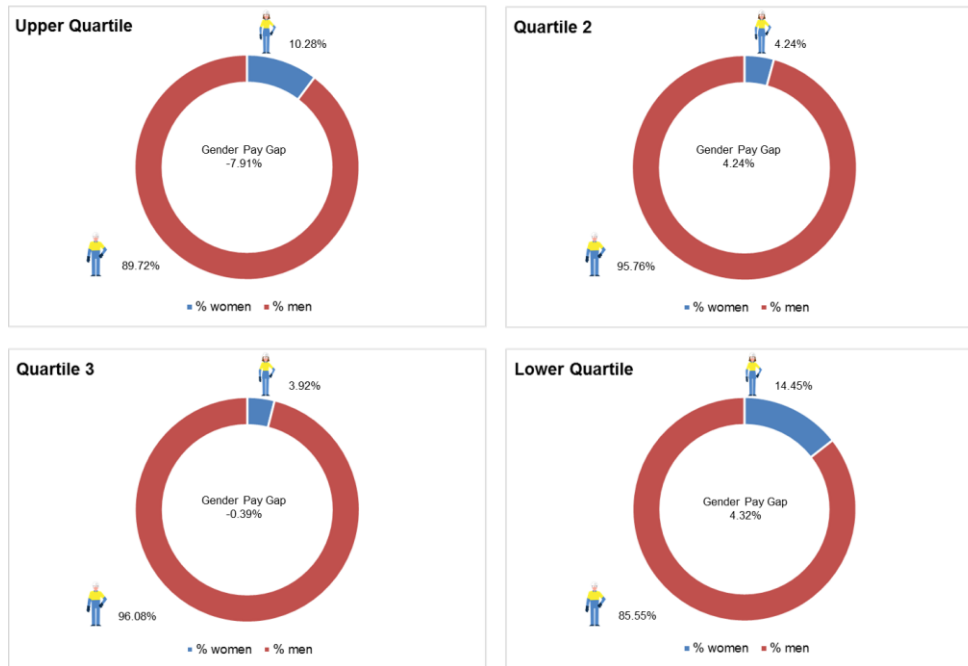 Upper Quartile
10.28%
Gender Pay Gap
-7.91%
89.72%
% women % men
Quartile 2
4.24%
Gender Pay Gap
4.24%
95.76%
% women % men
Quartile 3
3.92%
Gender Pay Gap
-0.39%
96.08%
% women % men
Lower Quartile
14.45%
Gender Pay Gap
4.32%
85.55%
% women % men